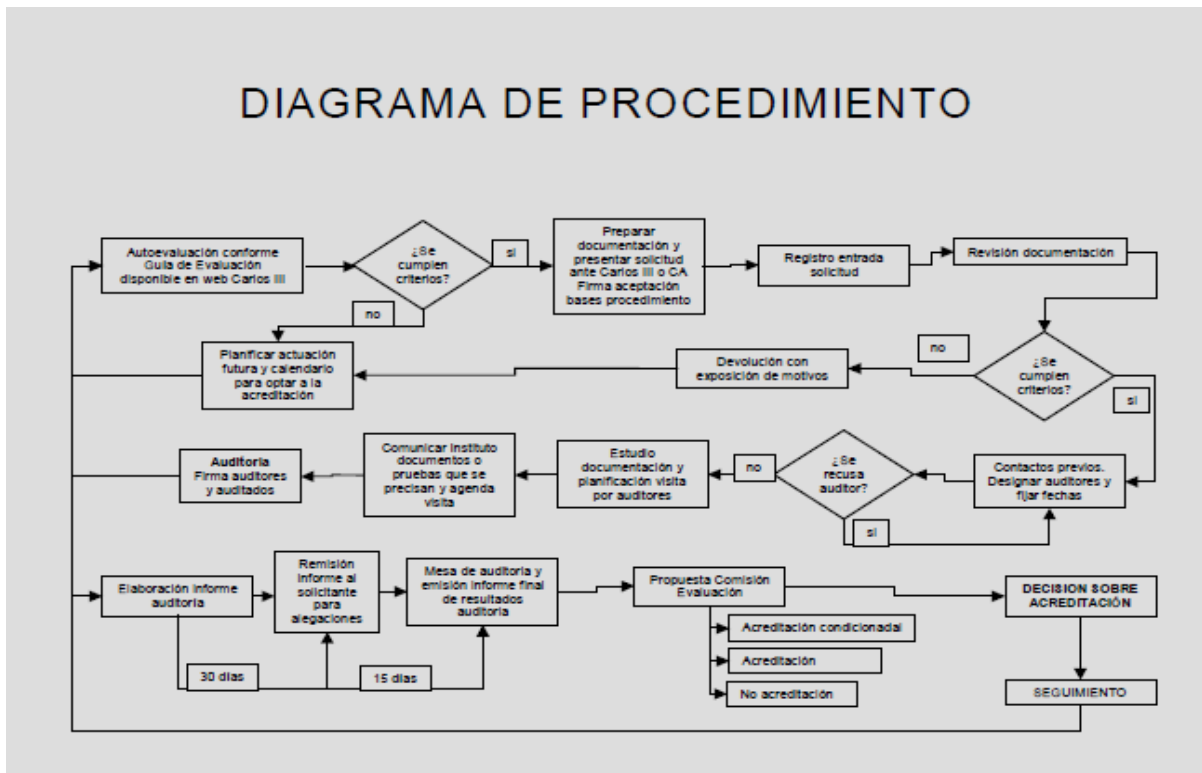 DIAGRAMA DE PROCEDIMIENTO
Autoevaluación conforme
Guía de Evaluación
disponible en web Carlos III
¿Se
cumplen
criterios?
si
Preparar
documentación y
presentar solicitud
ante Carlos III o CA
Firma aceptación
bases procedimiento
Registro entrada
solicitud
Revisión documentación
no
Planificar actuación
futura y calendario
para optar a la
acreditación
Devolución con
exposición de motivos
no
¿Se
cumplen
criterios?
si
Auditoria
Firma auditores
y auditados
Comunicar Instituto
documentos o
pruebas que se
precisan y agenda
visita
Estudio
documentación y
planificación visita
por auditores
no
¿Se
recusa
auditor?
si
Contactos previos.
Designar auditores y
fijar fechas
Elaboración informe
auditoria
Remisión
informe al
solicitante
para
alegaciones
Mesa de auditoria y
emisión informe final
de resultados
auditoria
Propuesta Comisión
Evaluación
DECISION SOBRE
ACREDITACIÓN
Acreditación condicionadal
Acreditación
No acreditación
30 días
15 días
SEGUIMIENTO